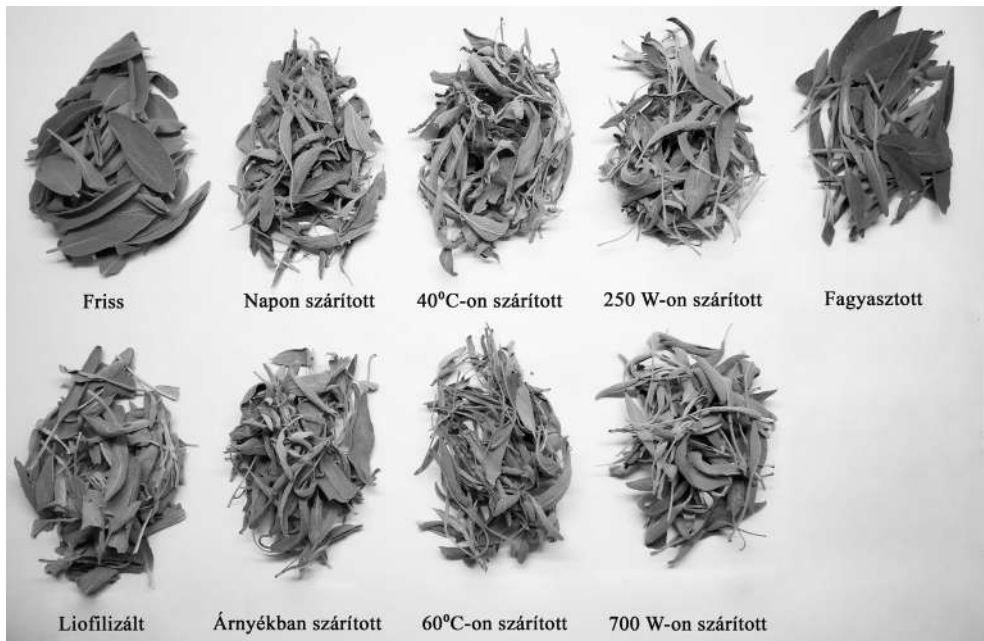 Friss
Napon szárított
40⁰C-on szárított
250 W-on szárított
Fagyasztott
Liofilizált
Árnyékban szárított
60⁰C-on szárított
700 W-on szárított